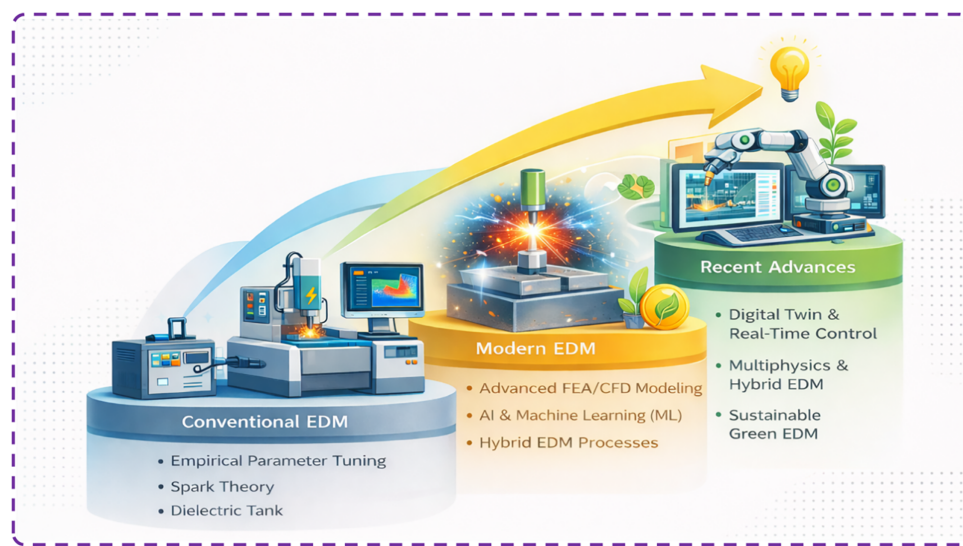 Conventional EDM
• Empirical Parameter Tuning
• Spark Theory
• Dielectric Tank
Modern EDM
• Advanced FEA/CFD Modeling
• AI & Machine Learning (ML)
• Hybrid EDM Processes
Recent Advances
• Digital Twin &
Real-Time Control
• Multiphysics &
Hybrid EDM
• Sustainable
Green EDM